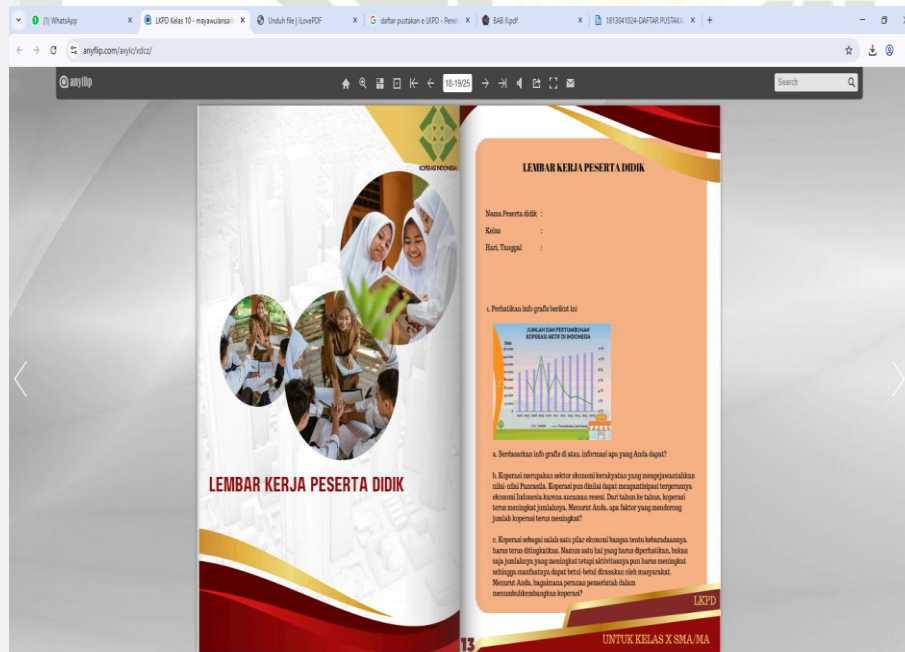 (1) WhatsApp
LKPD Kelas 10 - mayawulansari
Unduh file | iLovePDF
daftar pustakan e LKPD - Penel
BAB II.pdf
1813041024-DAFTAR PUSTAKA
anyflip.com/axylc/xdcz/
anyflip
18-19/25
Search
KOPERASI INDONESIA
LEMBAR KERJA PESERTA DIDIK
13
LEMBAR KERJA PESERTA DIDIK
Nama Peserta didik :
Kelas :
Hari, Tanggal :
1. Perhatikan info grafis berikut ini
JUMLAH DAN PERTUMBUHAN
KOPERASI AKTIF DI INDONESIA
a. Berdasarkan info grafis di atas, informasi apa yang Anda dapat?
b. Koperasi merupakan sektor ekonomi kerakyatan yang mengejawantahkan
nilai-nilai Pancasila. Koperasi pun dinilai dapat mengantisipasi tergerusnya
ekonomi Indonesia karena ancaman resesi. Dari tahun ke tahun, koperasi
terus meningkat jumlahnya. Menurut Anda, apa faktor yang mendorong
jumlah koperasi terus meningkat?
c. Koperasi sebagai salah satu pilar ekonomi bangsa tentu keberadaannya
harus terus ditingkatkan. Namun satu hal yang harus diperhatikan, bukan
saja jumlahnya yang meningkat tetapi aktivitasnya pun harus meningkat
sehingga manfaatnya dapat betul-betul dirasakan oleh masyarakat.
Menurut Anda, bagaimana peranan pemerintah dalam
menumbuhkembangkan koperasi?
LKPD
UNTUK KELAS X SMA/MA